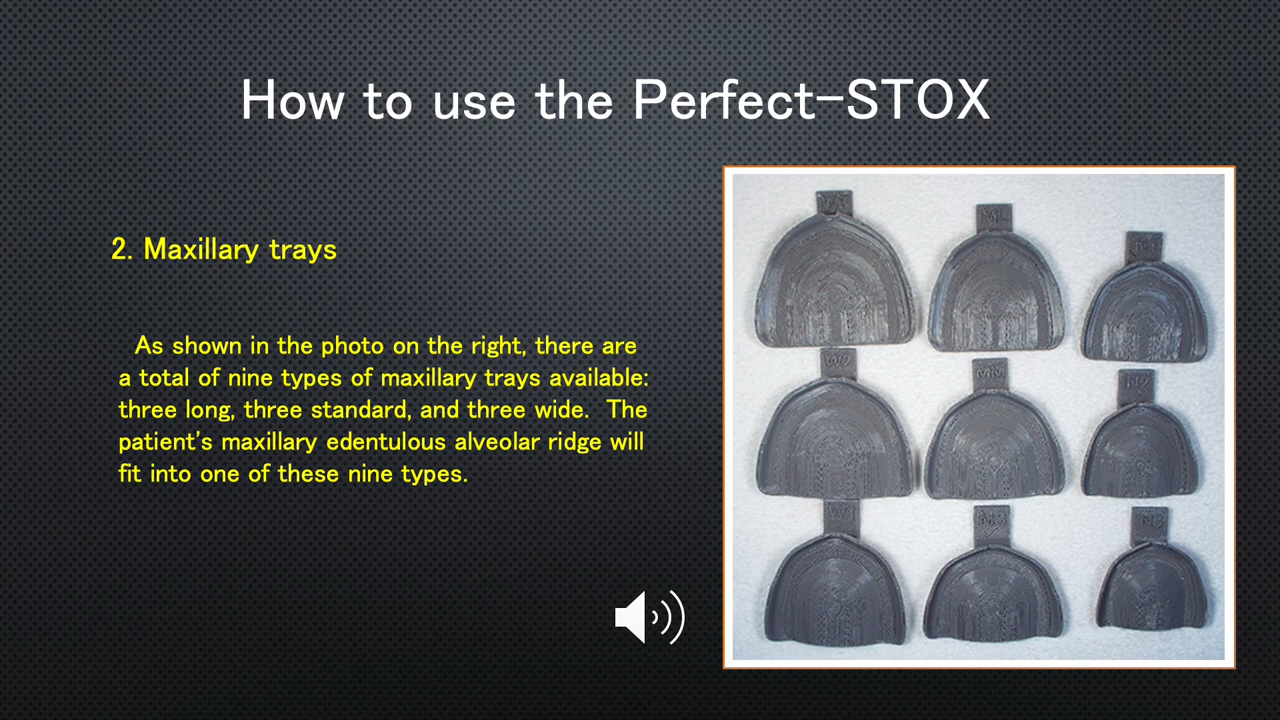 How to use the Perfect-STOX
2. Maxillary trays
As shown in the photo on the right, there are
a total of nine types of maxillary trays available:
three long, three standard, and three wide. The
patient's maxillary edentulous alveolar ridge will
fit into one of these nine types.